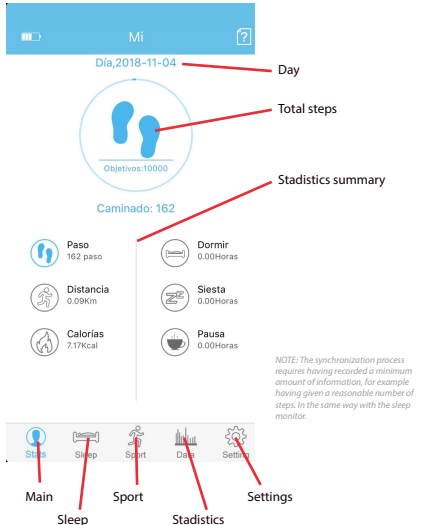 Mi
Día,2018-11-04
Day
Total steps
Objetivos:10000
Stadistics summary
Caminado: 162
Paso
162 paso
Dormir
0.00Horas
Distancia
0.09Km
Siesta
0.00Horas
Calorías
7.17Kcal
Pausa
0.00Horas
NOTE: The synchronization process
requires having recorded a minimum
amount of information, for example
having given a reasonable number of
steps. In the same way with the sleep
monitor.
Stats Sleep Sport Data Setting
Main Sport Settings
Sleep Stadistics